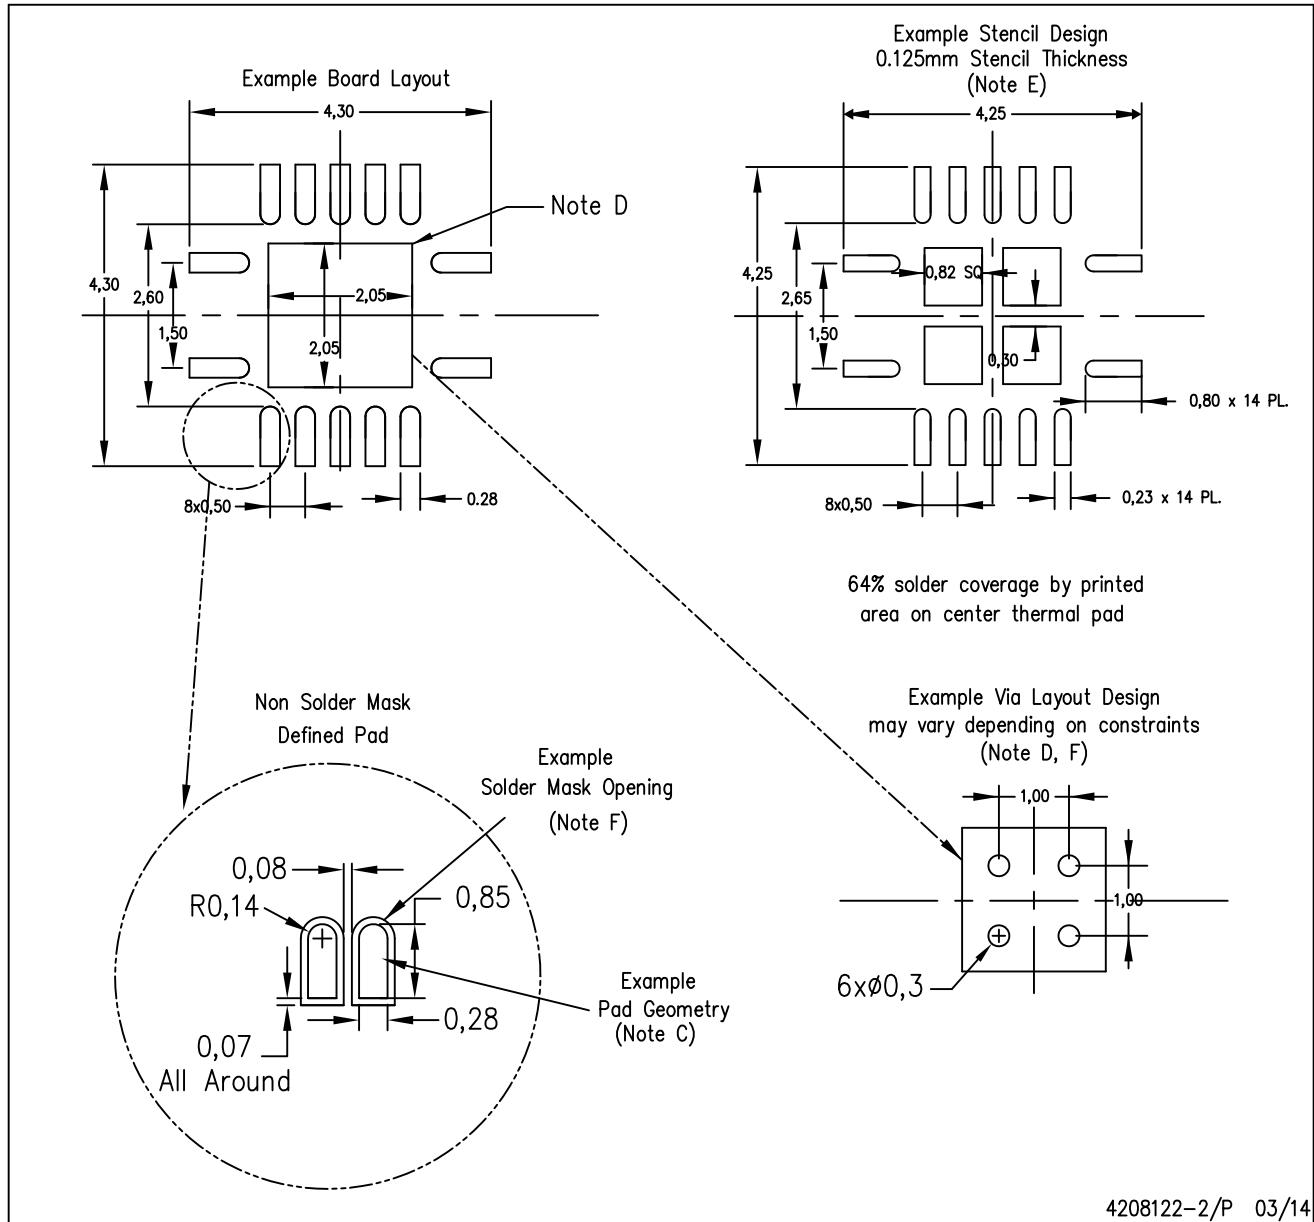 Example Board Layout
4,30
Note D
4,30
2,60
1,50
2,05
2,05
8x0,50
0.28
Example Stencil Design
0.125mm Stencil Thickness
(Note E)
4,25
4,25
2,65
1,50
0,82 SQ
0,30
0,80 x 14 PL.
8x0,50
0,23 x 14 PL.
64% solder coverage by printed
area on center thermal pad
Non Solder Mask
Defined Pad
Example
Solder Mask Opening
(Note F)
0,08
R0,14
0,85
0,28
0,07
All Around
Example
Pad Geometry
(Note C)
Example Via Layout Design
may vary depending on constraints
(Note D, F)
1,00
1,00
6xø0,3
4208122-2/P 03/14